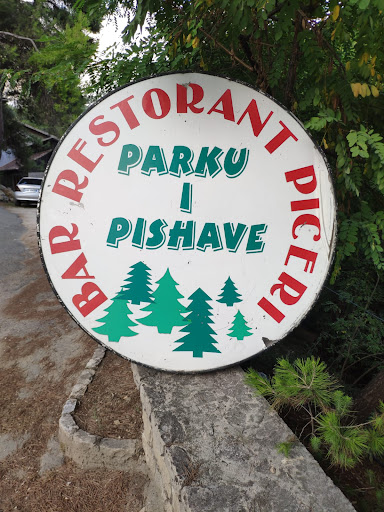 BAR RESTORANT PICERI
PARKU
I
PISHAVE